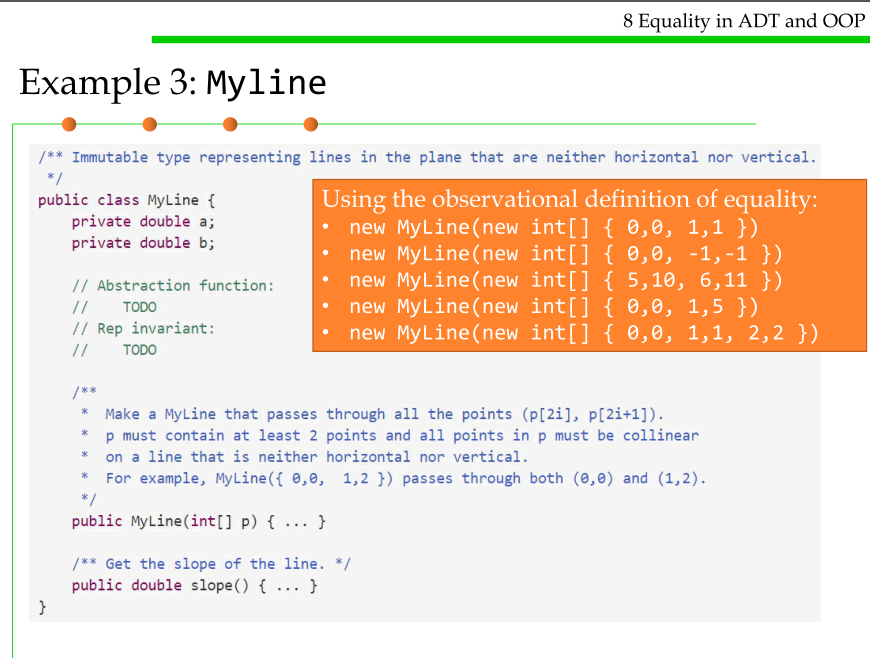 8 Equality in ADT and OOP
Example 3: Myline
/** Immutable type representing lines in the plane that are neither horizontal nor vertical.
 */
public class MyLine {
    private double a;
    private double b;
Using the observational definition of equality:
• new MyLine(new int[] { 0,0, 1,1 })
• new MyLine(new int[] { 0,0, -1,-1 })
• new MyLine(new int[] { 5,10, 6,11 })
• new MyLine(new int[] { 0,0, 1,5 })
• new MyLine(new int[] { 0,0, 1,1, 2,2 })
    // Abstraction function:
    //    TODO
    // Rep invariant:
    //    TODO
    /**
     *  Make a MyLine that passes through all the points (p[2i], p[2i+1]).
     *  p must contain at least 2 points and all points in p must be collinear
     *  on a line that is neither horizontal nor vertical.
     *  For example, MyLine({ 0,0,  1,2 }) passes through both (0,0) and (1,2).
     */
    public MyLine(int[] p) { ... }
    /** Get the slope of the line. */
    public double slope() { ... }
}